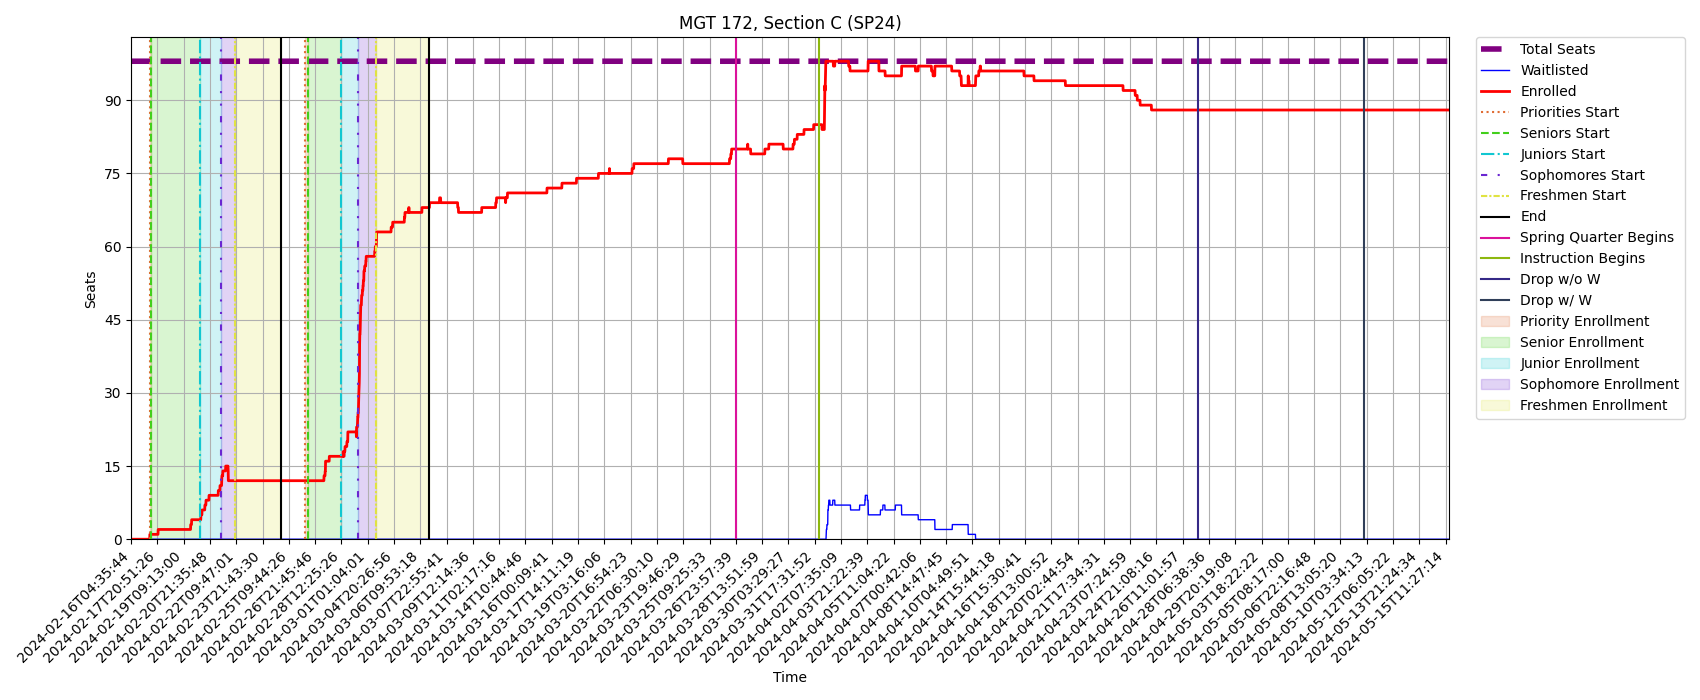 MGT 172, Section C (SP24)
Seats
90
75
60
45
30
15
0
2024-02-16T04:35:44
2024-02-17T20:51:26
2024-02-19T09:13:00
2024-02-20T21:35:48
2024-02-22T09:47:01
2024-02-23T21:43:30
2024-02-25T09:44:26
2024-02-26T21:45:46
2024-02-28T12:25:26
2024-03-01T01:04:01
2024-03-04T20:26:56
2024-03-06T09:53:18
2024-03-07T22:55:41
2024-03-09T12:14:36
2024-03-11T02:17:16
2024-03-14T10:44:46
2024-03-16T00:09:41
2024-03-17T14:11:19
2024-03-19T03:16:06
2024-03-20T16:54:23
2024-03-22T06:30:10
2024-03-23T19:46:29
2024-03-25T09:25:33
2024-03-26T23:57:39
2024-03-28T13:51:59
2024-03-30T03:29:27
2024-03-31T17:31:52
2024-04-02T07:35:09
2024-04-03T21:22:39
2024-04-05T11:04:22
2024-04-07T00:42:06
2024-04-08T14:47:45
2024-04-10T04:49:51
2024-04-14T15:44:18
2024-04-16T15:30:41
2024-04-18T13:00:52
2024-04-20T02:44:54
2024-04-21T17:34:31
2024-04-23T07:24:59
2024-04-24T21:08:16
2024-04-26T11:01:57
2024-04-28T06:38:36
2024-04-29T20:19:08
2024-05-03T18:22:22
2024-05-05T08:17:00
2024-05-06T22:16:48
2024-05-08T13:05:20
2024-05-10T03:34:13
2024-05-12T06:05:22
2024-05-13T21:24:34
2024-05-15T11:27:14
Time
Total Seats
Waitlisted
Enrolled
Priorities Start
Seniors Start
Juniors Start
Sophomores Start
Freshmen Start
End
Spring Quarter Begins
Instruction Begins
Drop w/o W
Drop w/ W
Priority Enrollment
Senior Enrollment
Junior Enrollment
Sophomore Enrollment
Freshmen Enrollment